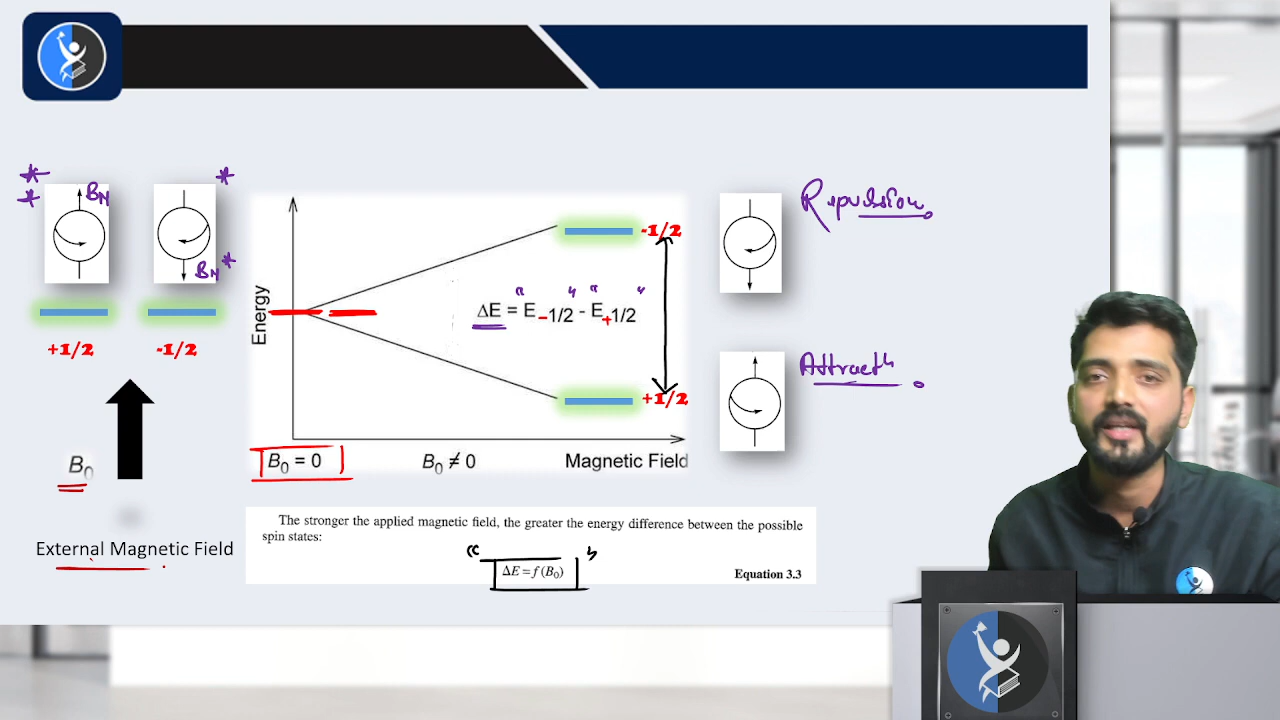 B_N
B_N
+1/2
-1/2
B₀
External Magnetic Field
Energy
-1/2
ΔE = E-1/2 - E+1/2
+1/2
B₀ = 0
B₀ ≠ 0
Magnetic Field
Repulsion
Attractⁿ
The stronger the applied magnetic field, the greater the energy difference between the possible
spin states:
ΔE = f(B₀)
Equation 3.3